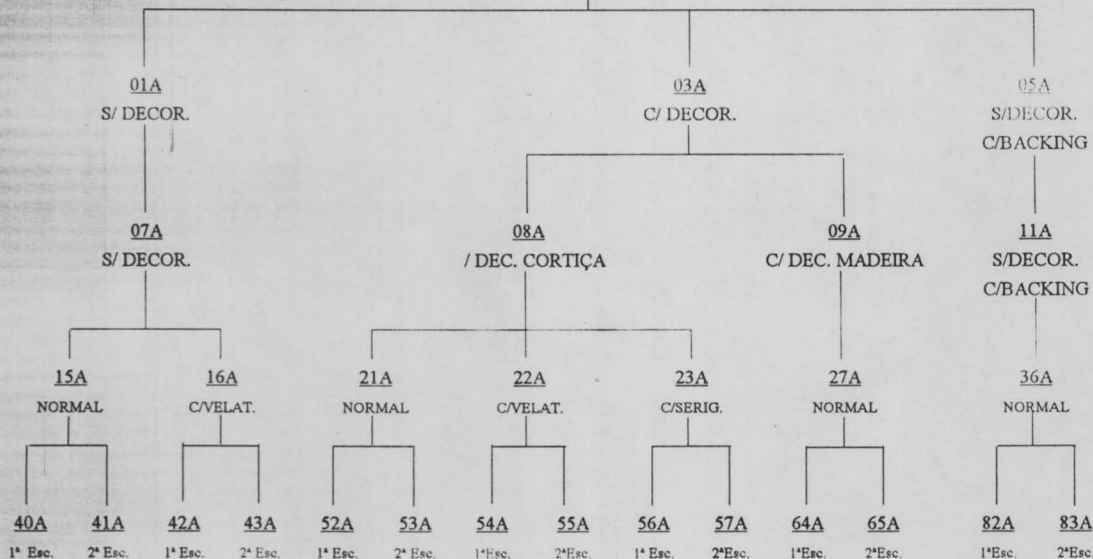 01A 03A 05A
S/ DECOR. C/ DECOR. S/DECOR.
C/BACKING
07A 08A 09A 11A
S/ DECOR. / DEC. CORTIÇA C/ DEC. MADEIRA S/DECOR.
C/BACKING
15A 16A 21A 22A 23A 27A 36A
NORMAL C/VELAT. NORMAL C/VELAT. C/SERIG. NORMAL NORMAL
40A 41A 42A 43A 52A 53A 54A 55A 56A 57A 64A 65A 82A 83A
1ª Esc. 2ª Esc. 1ª Esc. 2ª Esc. 1ª Esc. 2ª Esc. 1ªEsc. 2ªEsc. 1ª Esc. 2ªEsc. 1ªEsc. 2ªEsc. 1ªEsc. 2ªEsc.